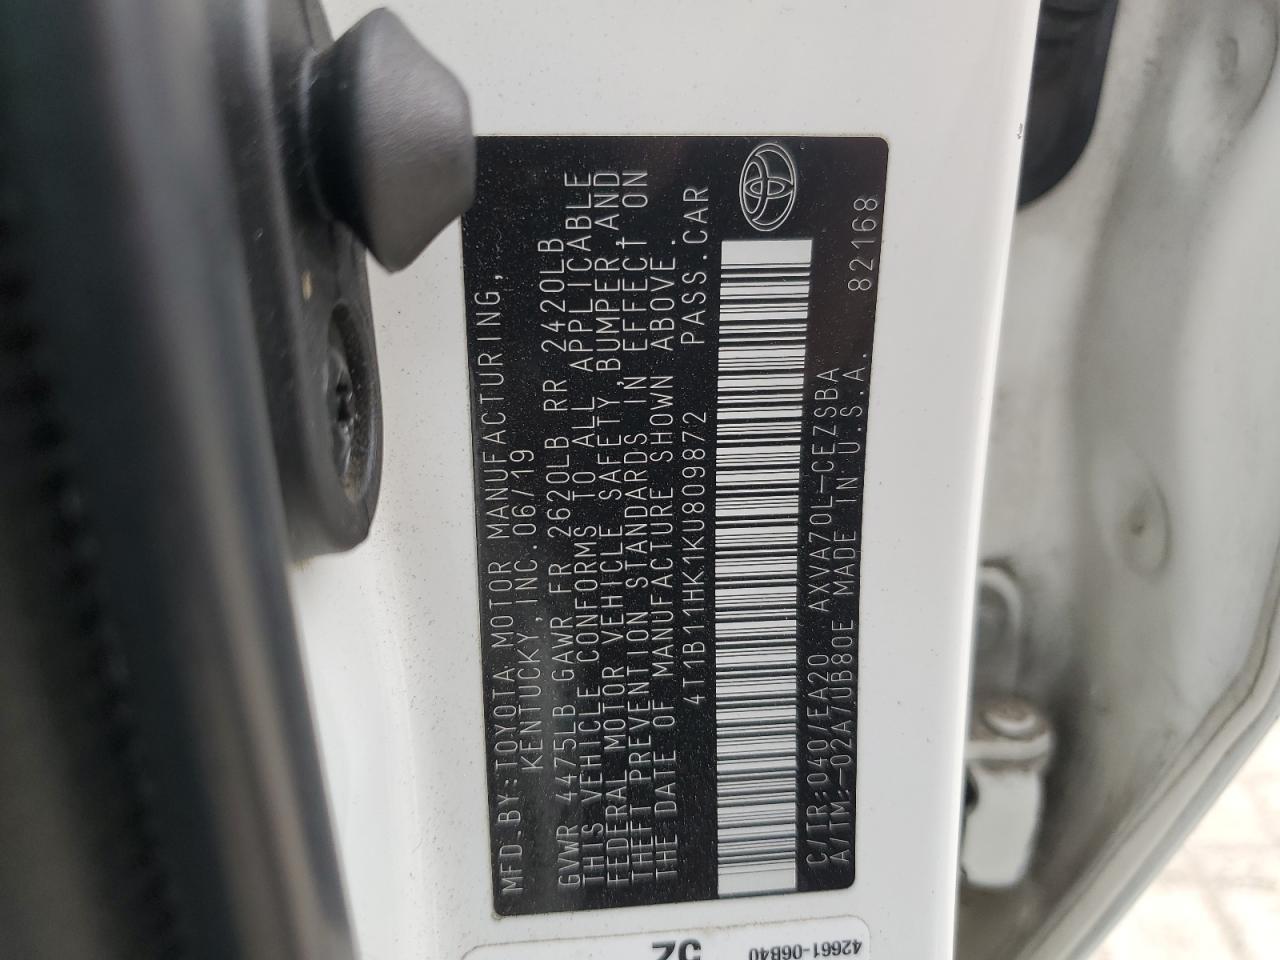 MFD.BY:TOYOTA MOTOR MANUFACTURING,
KENTUCKY,INC.06/19
GVWR 4475LB GAWR FR 2620LB RR 2420LB
THIS VEHICLE CONFORMS TO ALL APPLICABLE
FEDERAL MOTOR VEHICLE SAFETY,BUMPER,AND
THEFT PREVENTION STANDARDS IN EFFECT ON
THE DATE OF MANUFACTURE SHOWN ABOVE.
4T1B11HK1KU809872 PASS.CAR
C/TR:040/EA20 AXVA70L-CEZSBA
A/TM:-02A/UB80E MADE IN U.S.A.
82168
42661-06B40